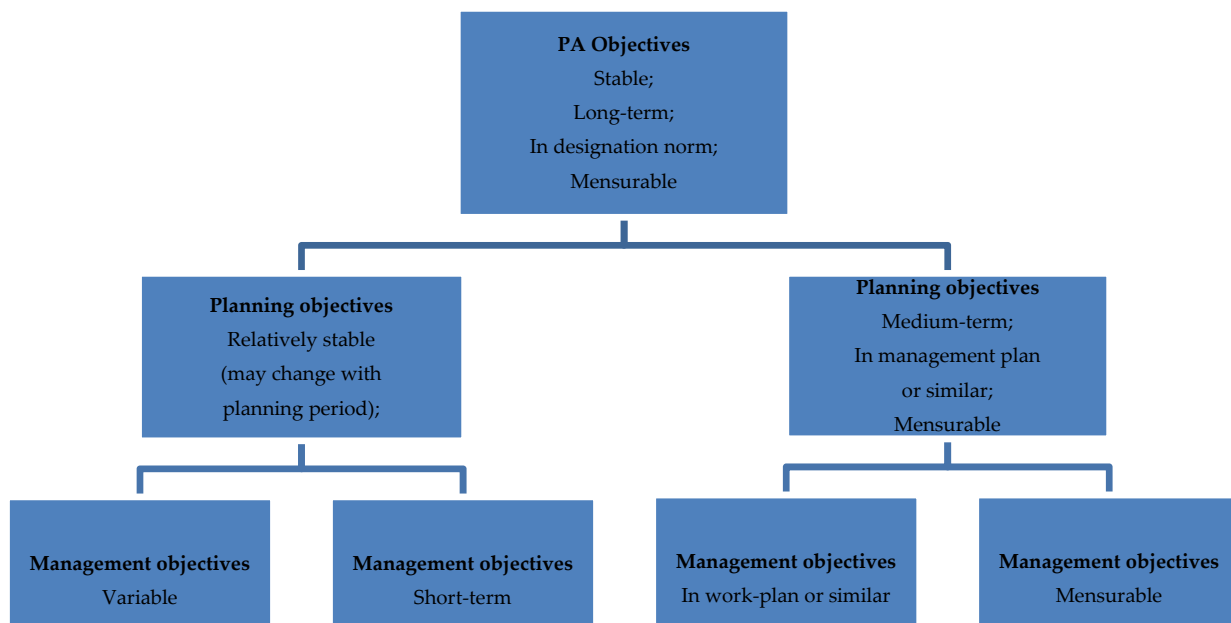 PA Objectives
Stable;
Long-term;
In designation norm;
Mensurable
Planning objectives
Relatively stable
(may change with
planning period);
Planning objectives
Medium-term;
In management plan
or similar;
Mensurable
Management objectives
Variable
Management objectives
Short-term
Management objectives
In work-plan or similar
Management objectives
Mensurable